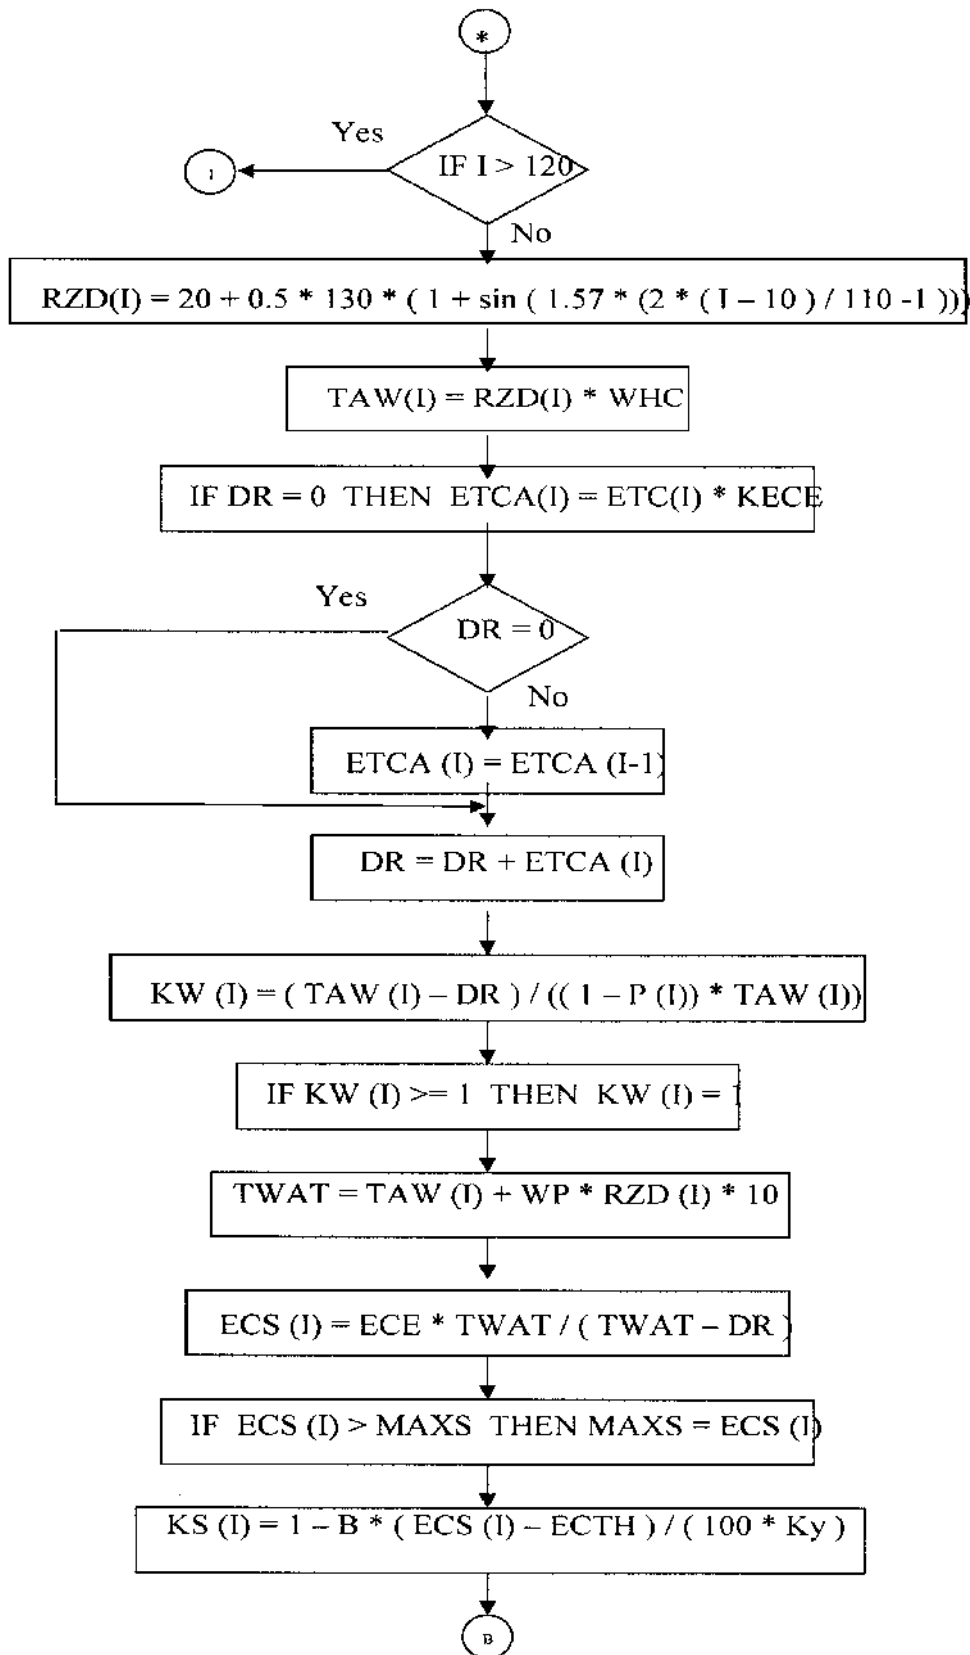 *
Yes
IF I > 120
1
No
RZD(I) = 20 + 0.5 * 130 * ( 1 + sin ( 1.57 * (2 * ( I – 10 ) / 110 -1 )))
TAW(I) = RZD(I) * WHC
IF DR = 0 THEN ETCA(I) = ETC(I) * KECE
Yes
DR = 0
No
ETCA (I) = ETCA (I-1)
DR = DR + ETCA (I)
KW (I) = ( TAW (I) – DR ) / (( 1 – P (I)) * TAW (I))
IF KW (I) >= 1 THEN KW (I) = 1
TWAT = TAW (I) + WP * RZD (I) * 10
ECS (I) = ECE * TWAT / ( TWAT – DR )
IF ECS (I) > MAXS THEN MAXS = ECS (I)
KS (I) = 1 – B * ( ECS (I) – ECTH ) / ( 100 * Ky )
B